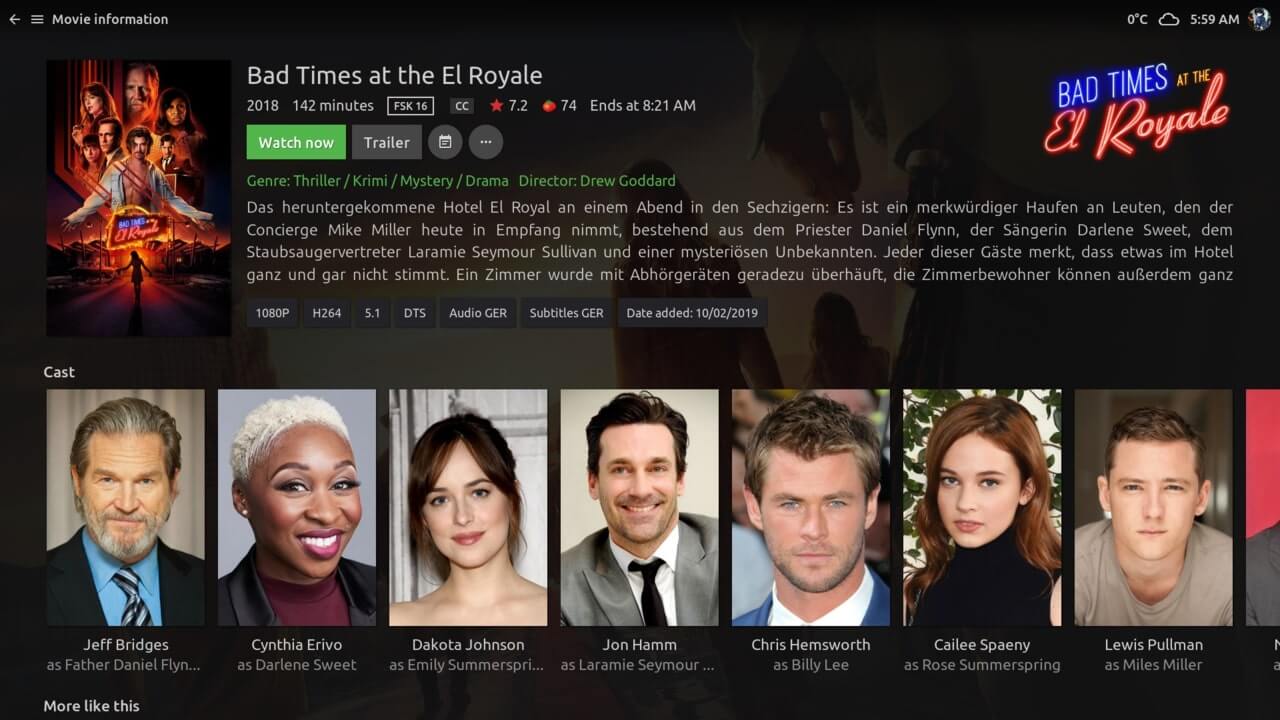 Movie information
0°C 5:59 AM
Bad Times at the El Royale
2018 142 minutes FSK 16 CC 7.2 74 Ends at 8:21 AM
BAD TIMES AT THE
El Royale
Watch now Trailer
Genre: Thriller / Krimi / Mystery / Drama Director: Drew Goddard
Das heruntergekommene Hotel El Royal an einem Abend in den Sechzigern: Es ist ein merkwürdiger Haufen an Leuten, den der
Concierge Mike Miller heute in Empfang nimmt, bestehend aus dem Priester Daniel Flynn, der Sängerin Darlene Sweet, dem
Staubsaugervertreter Laramie Seymour Sullivan und einer mysteriösen Unbekannten. Jeder dieser Gäste merkt, dass etwas im Hotel
ganz und gar nicht stimmt. Ein Zimmer wurde mit Abhörgeräten geradezu überhäuft, die Zimmerbewohner können außerdem ganz
BAD TIMES AT THE
El Royale
1080P H264 5.1 DTS Audio GER Subtitles GER Date added: 10/02/2019
Cast
Jeff Bridges Cynthia Erivo Dakota Johnson Jon Hamm Chris Hemsworth Cailee Spaeny Lewis Pullman
as Father Daniel Flyn... as Darlene Sweet as Emily Summerspri... as Laramie Seymour ... as Billy Lee as Rose Summerspring as Miles Miller
More like this